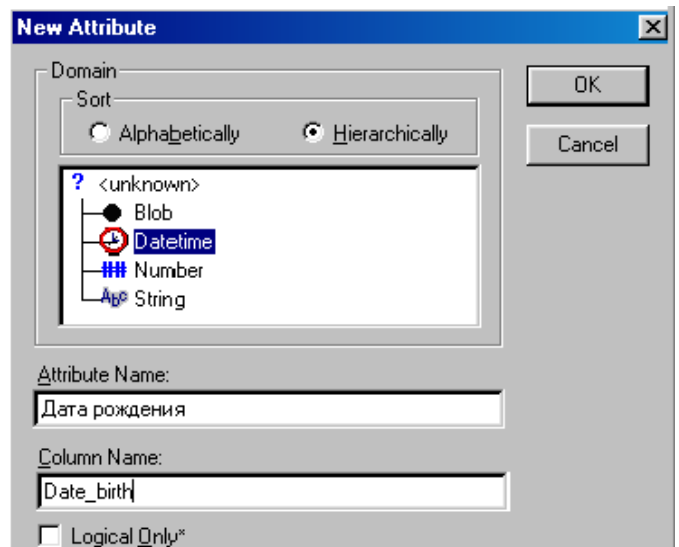 New Attribute
Domain
OK
Sort
Alphabetically
Hierarchically
Cancel
? <unknown>
Blob
Datetime
Number
Abc String
Attribute Name:
Дата рождения
Column Name:
Date_birth
Logical Only*